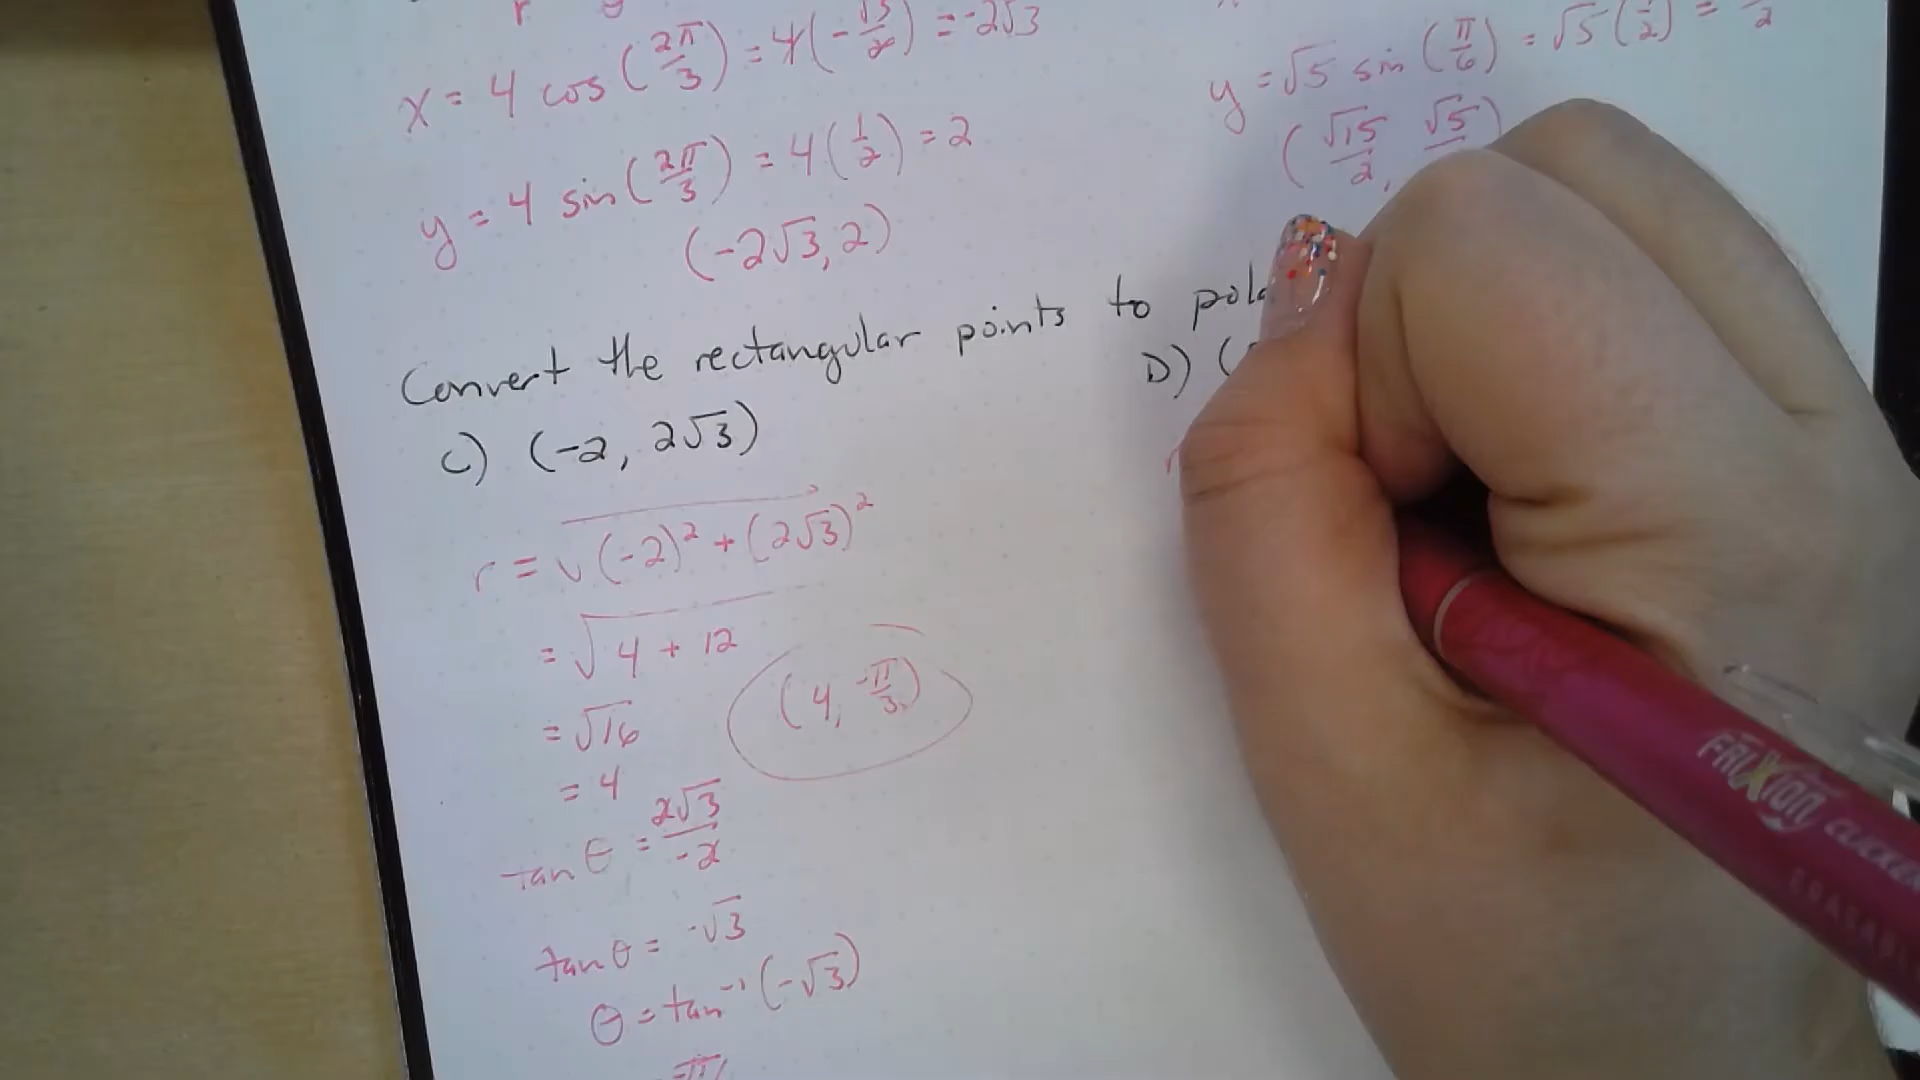 r θ
x = 4 cos (2π/3) = 4(-√3/2) = -2√3
y = 4 sin (2π/3) = 4(1/2) = 2
(-2√3, 2)
y = √5 sin (π/6) = √5 (1/2) =
(√15/2, √5
Convert the rectangular points to pola
C) (-2, 2√3)
D) (
r = √(-2)² + (2√3)²
= √4 + 12
= √16
= 4
(4, -π/3)
tan θ = 2√3/-2
tan θ = -√3
θ = tan⁻¹ (-√3)
FRIXION clicker
ERASABLE